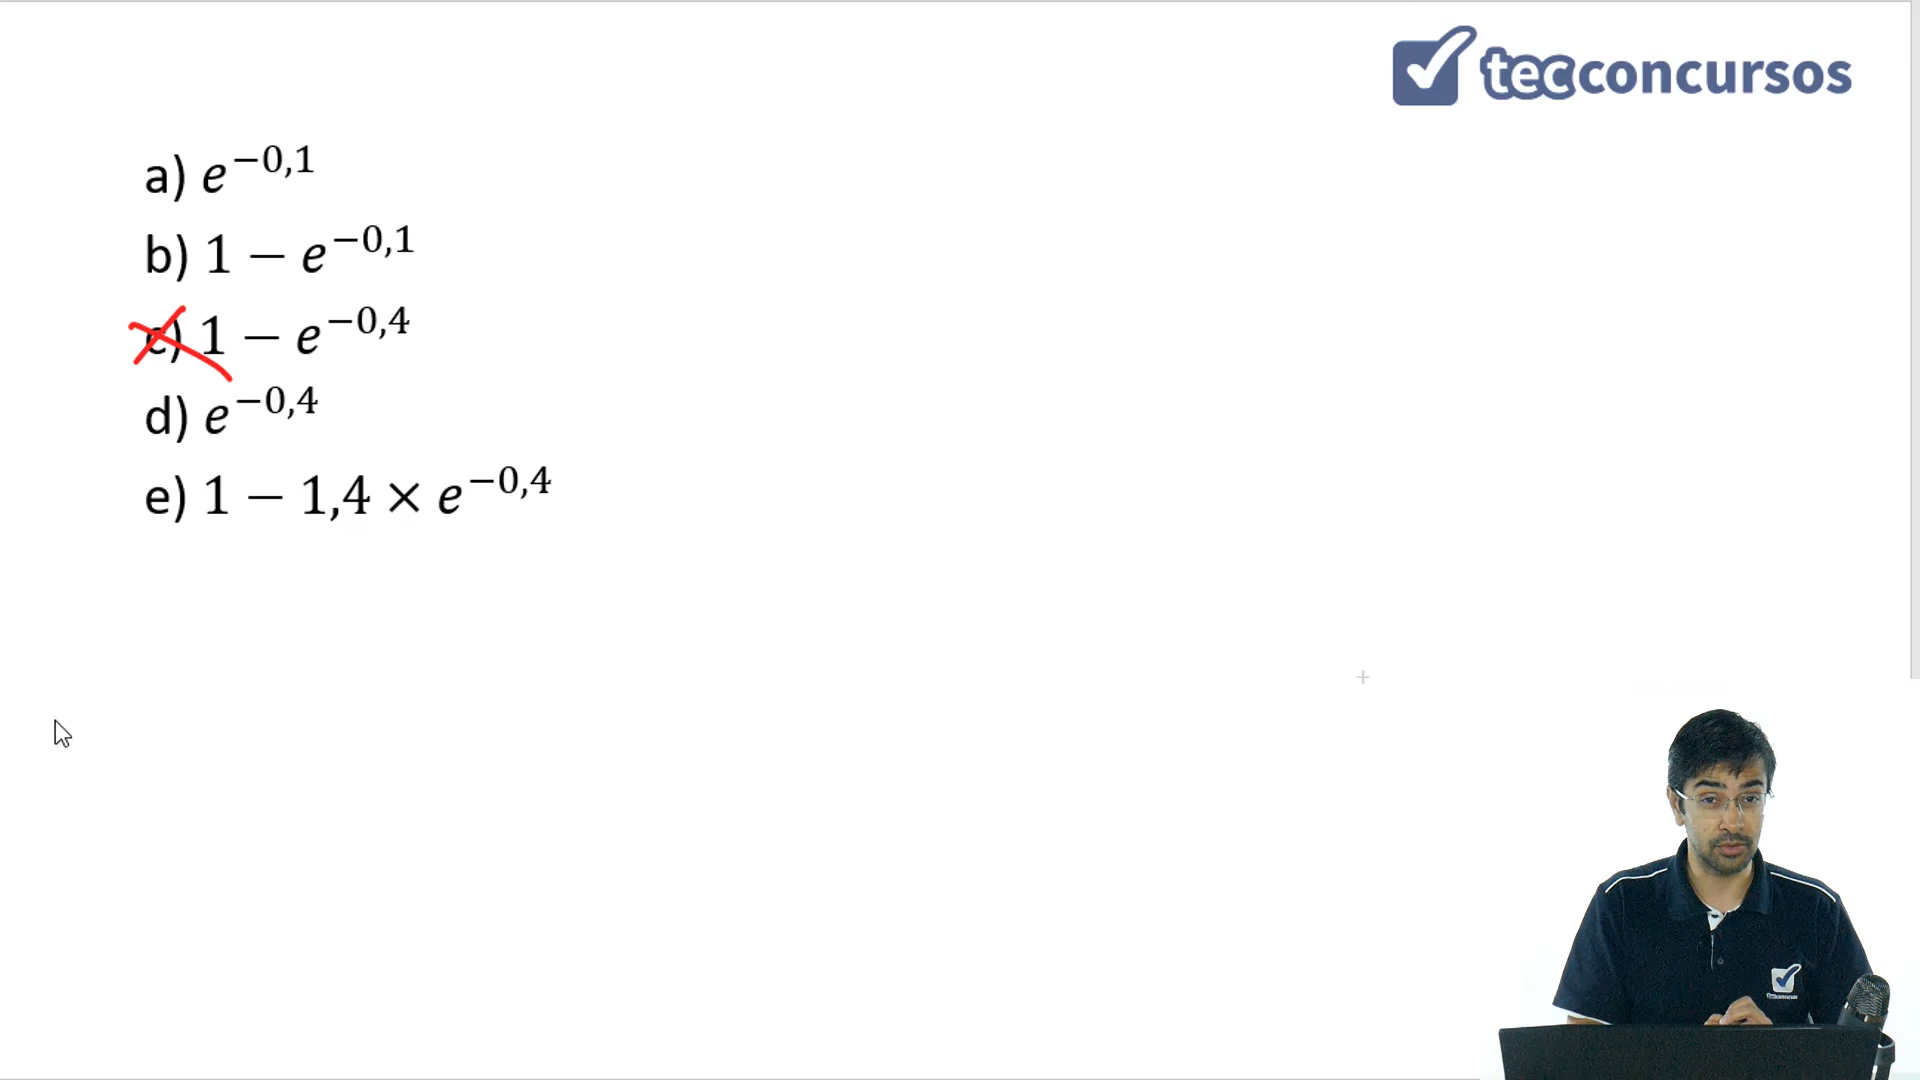 tecconcursos
a) e^−0,1
b) 1 − e^−0,1
c) 1 − e^−0,4
d) e^−0,4
e) 1 − 1,4 × e^−0,4